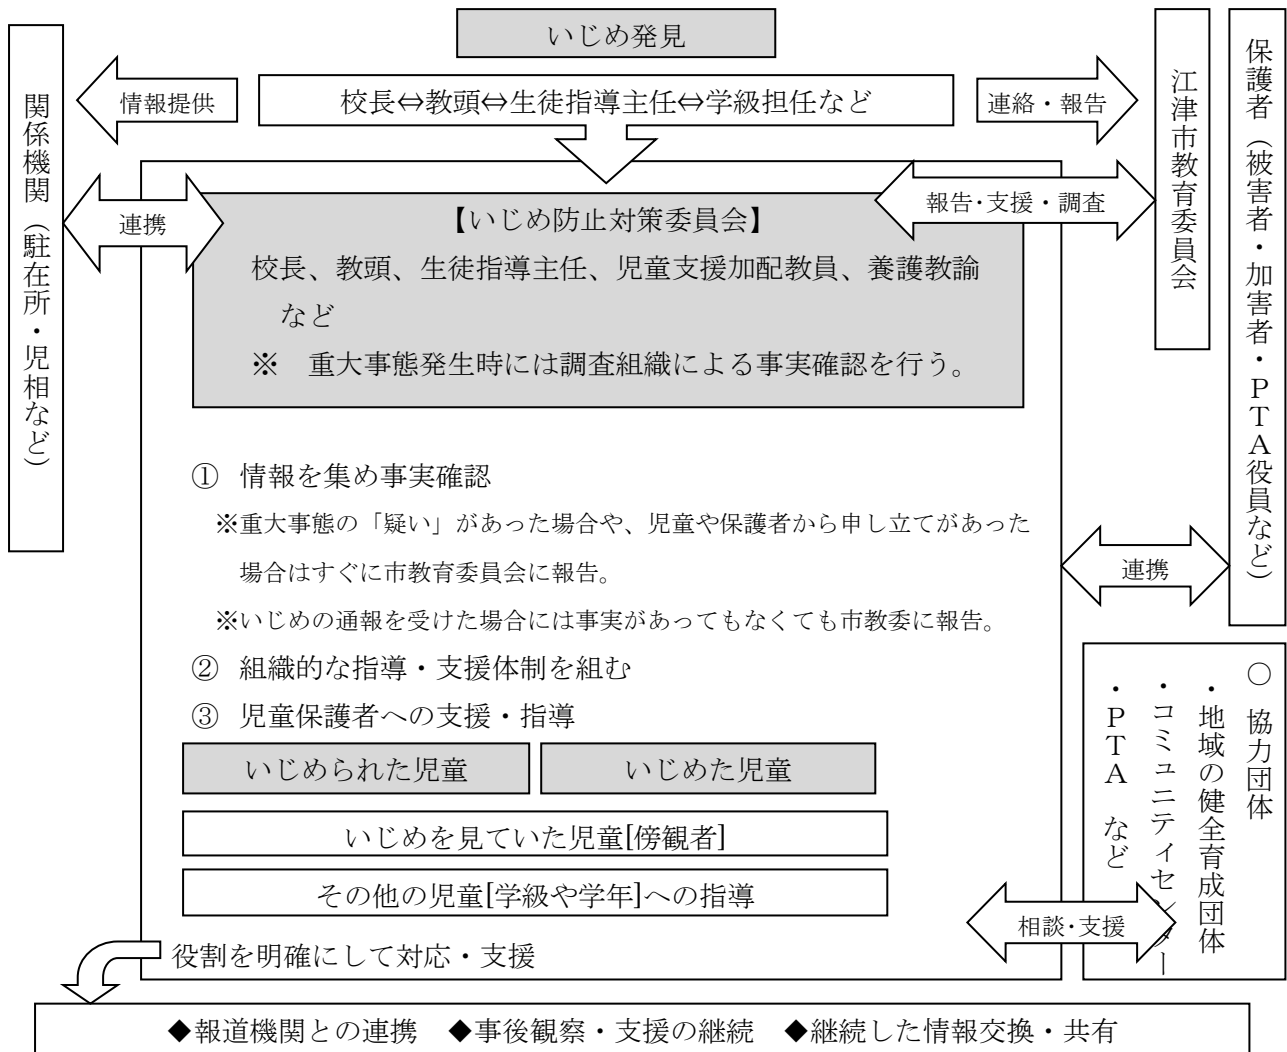 いじめ発見
校長⇔教頭⇔生徒指導主任⇔学級担任など
情報提供
連絡・報告
関係機関（駐在所・児相など）
江津市教育委員会
保護者（被害者・加害者・ＰＴＡ役員など）
連携
報告･支援・調査
【いじめ防止対策委員会】
校長、教頭、生徒指導主任、児童支援加配教員、養護教諭
など
※　重大事態発生時には調査組織による事実確認を行う。
①　情報を集め事実確認
※重大事態の「疑い」があった場合や、児童や保護者から申し立てがあった
場合はすぐに市教育委員会に報告。
※いじめの通報を受けた場合には事実があってもなくても市教委に報告。
連携
②　組織的な指導・支援体制を組む
③　児童保護者への支援・指導
いじめられた児童
いじめた児童
いじめを見ていた児童[傍観者]
その他の児童[学級や学年]への指導
○ 協力団体
・地域の健全育成団体
・コミュニティセンター
・ＰＴＡ　など
相談･支援
役割を明確にして対応・支援
◆報道機関との連携　◆事後観察・支援の継続　◆継続した情報交換・共有